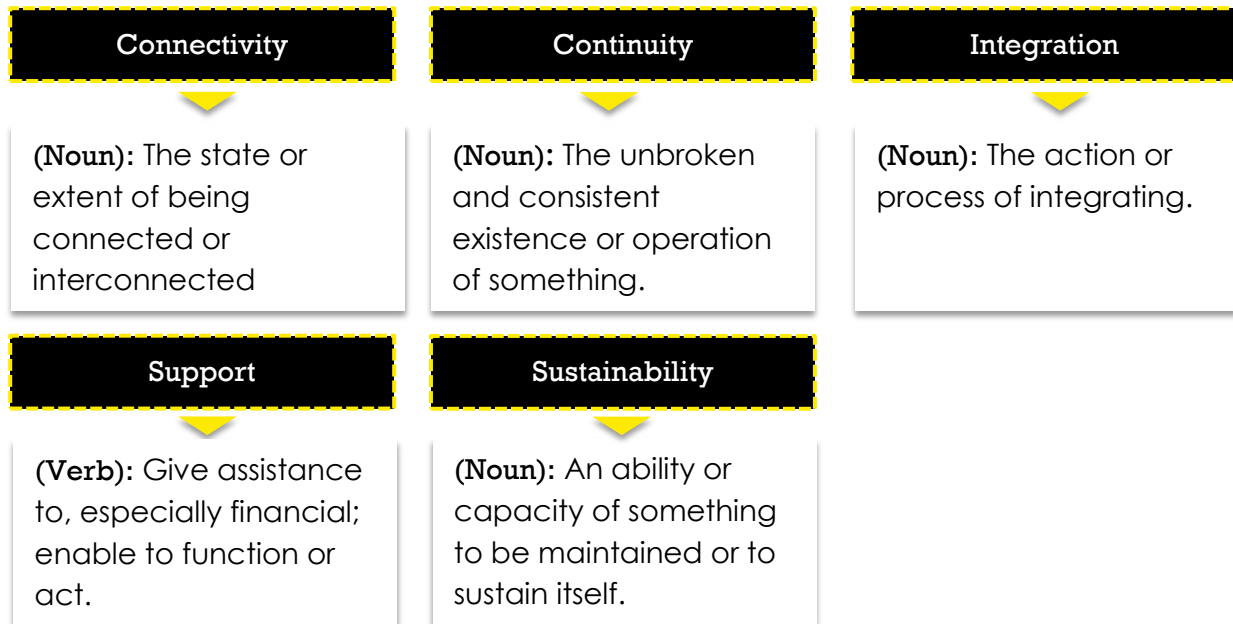 Connectivity
(Noun): The state or
extent of being
connected or
interconnected
Continuity
(Noun): The unbroken
and consistent
existence or operation
of something.
Integration
(Noun): The action or
process of integrating.
Support
(Verb): Give assistance
to, especially financial;
enable to function or
act.
Sustainability
(Noun): An ability or
capacity of something
to be maintained or to
sustain itself.